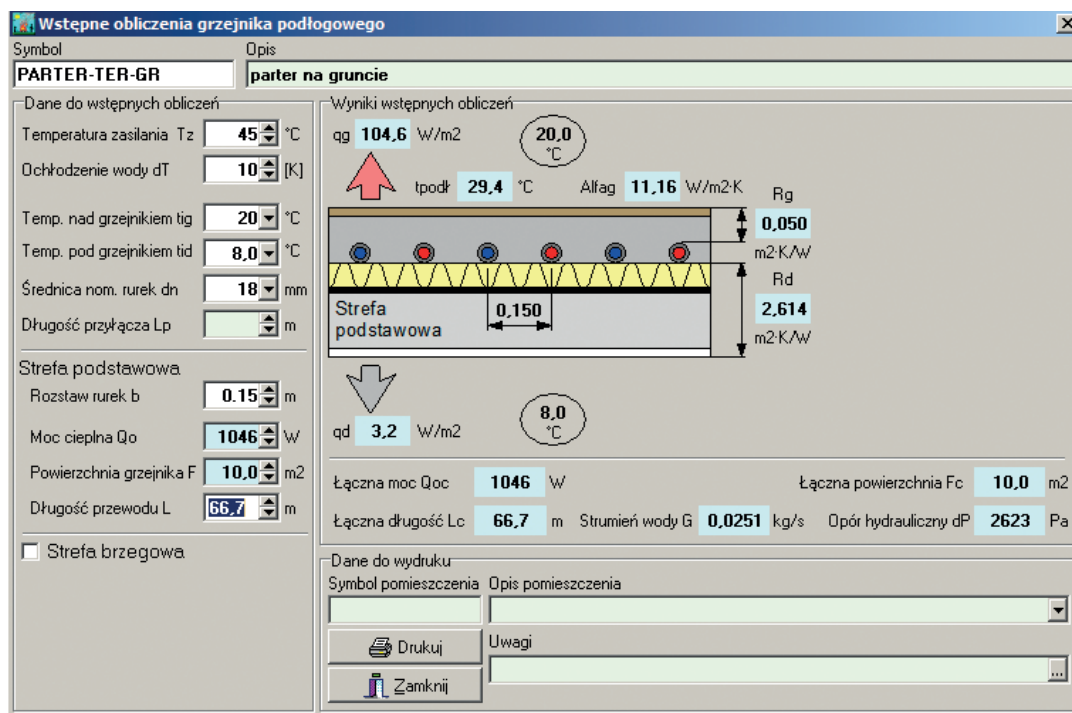 Wstępne obliczenia grzejnika podłogowego
Symbol Opis
PARTER-TER-GR parter na gruncie
Dane do wstępnych obliczeń
Temperatura zasilania Tz 45 °C
Ochłodzenie wody dT 10 [K]
Temp. nad grzejnikiem tig 20 °C
Temp. pod grzejnikiem tid 8,0 °C
Średnica nom. rurek dn 18 mm
Długość przyłącza Lp m
Strefa podstawowa
Rozstaw rurek b 0.15 m
Moc cieplna Qo 1046 W
Powierzchnia grzejnika F 10,0 m2
Długość przewodu L 66,7 m
Strefa brzegowa
Wyniki wstępnych obliczeń
qg 104,6 W/m2 20,0 °C
tpodł 29,4 °C Alfag 11,16 W/m2·K
Rg
0,050
m2·K/W
Rd
2,614
m2·K/W
Strefa podstawowa
0,150
qd 3,2 W/m2 8,0 °C
Łączna moc Qoc 1046 W Łączna powierzchnia Fc 10,0 m2
Łączna długość Lc 66,7 m Strumień wody G 0,0251 kg/s Opór hydrauliczny dP 2623 Pa
Dane do wydruku
Symbol pomieszczenia Opis pomieszczenia
Drukuj Uwagi
...
Zamknij